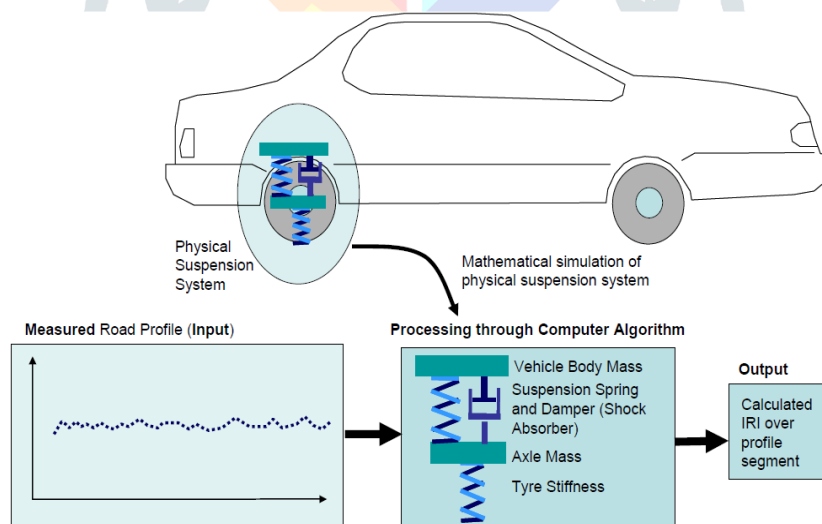 Physical
Suspension
System
Mathematical simulation of
physical suspension system
Measured Road Profile (Input)
Processing through Computer Algorithm
Vehicle Body Mass
Suspension Spring
and Damper (Shock
Absorber)
Axle Mass
Tyre Stiffness
Output
Calculated
IRI over
profile
segment